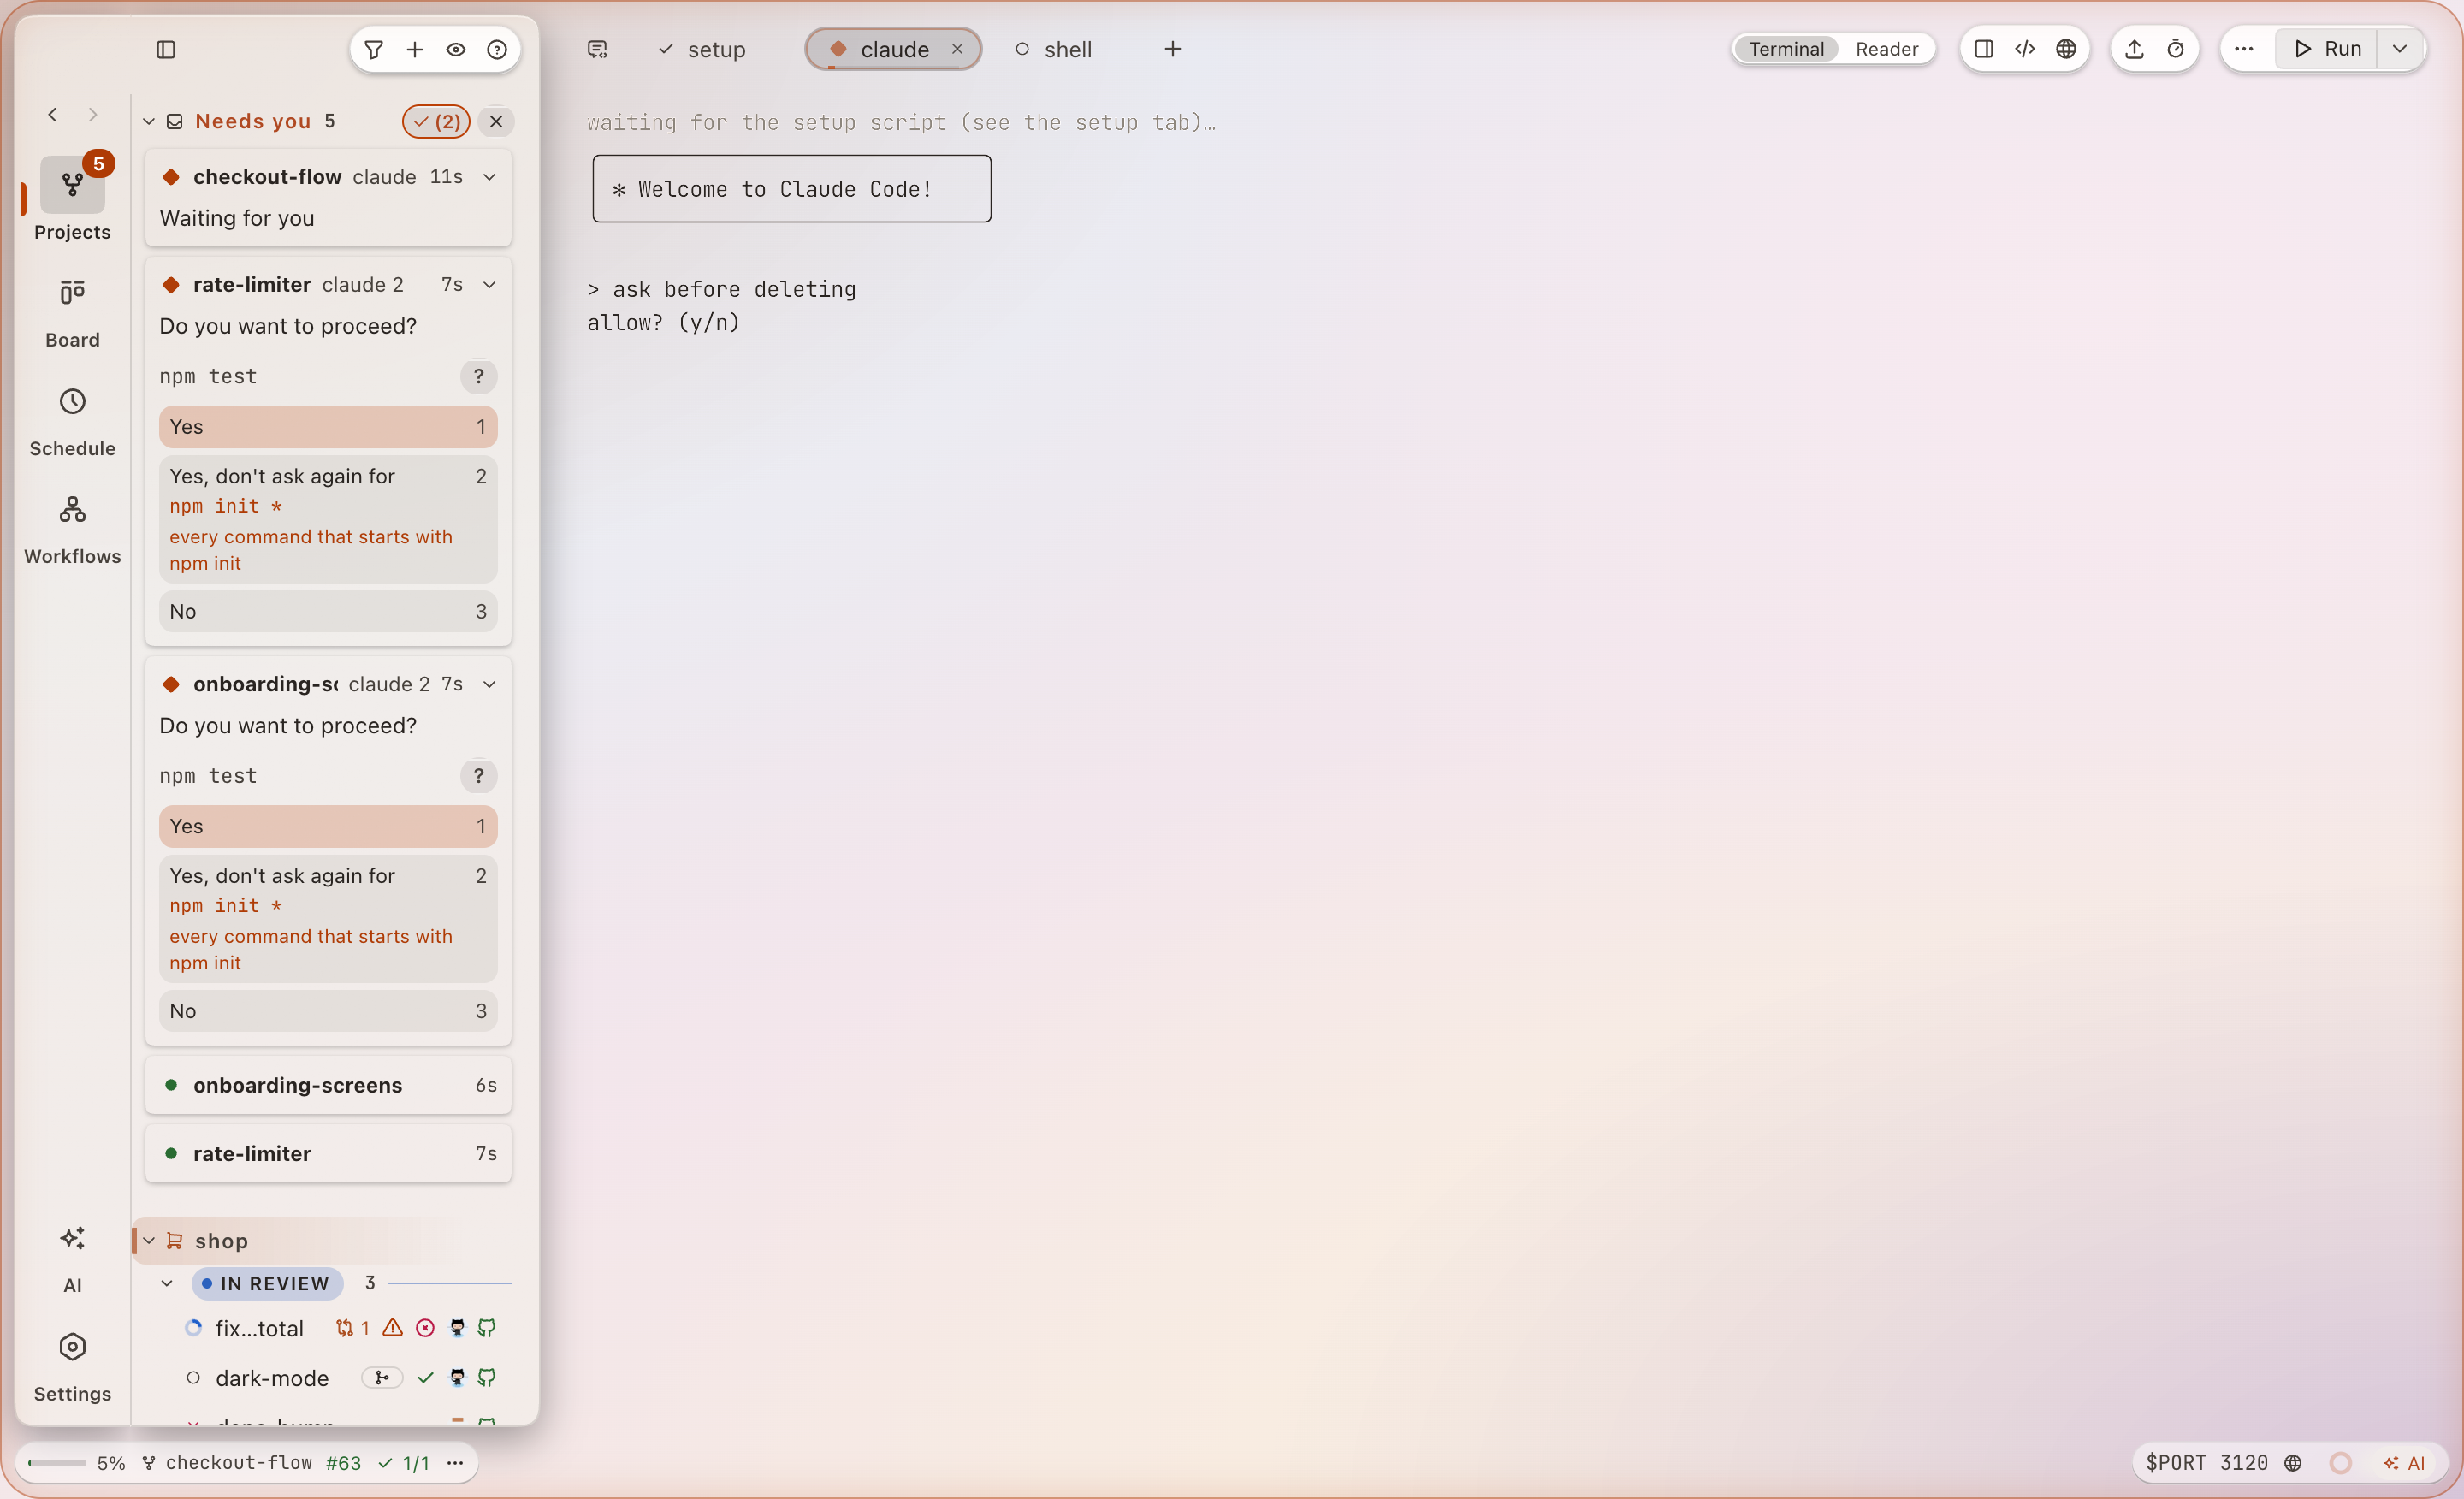 setup
claude
shell
Terminal
Reader
Run
Needs you 5
(2)
5
Projects
Board
Schedule
Workflows
AI
Settings
checkout-flow claude 11s
Waiting for you
rate-limiter claude 2 7s
Do you want to proceed?
npm test
?
Yes 1
Yes, don't ask again for 2
npm init *
every command that starts with
npm init
No 3
onboarding-sc claude 2 7s
Do you want to proceed?
npm test
?
Yes 1
Yes, don't ask again for 2
npm init *
every command that starts with
npm init
No 3
onboarding-screens 6s
rate-limiter 7s
shop
IN REVIEW 3
fix...total 1
dark-mode
waiting for the setup script (see the setup tab)…
✻ Welcome to Claude Code!
> ask before deleting
allow? (y/n)
5% checkout-flow #63 1/1
$PORT 3120
AI